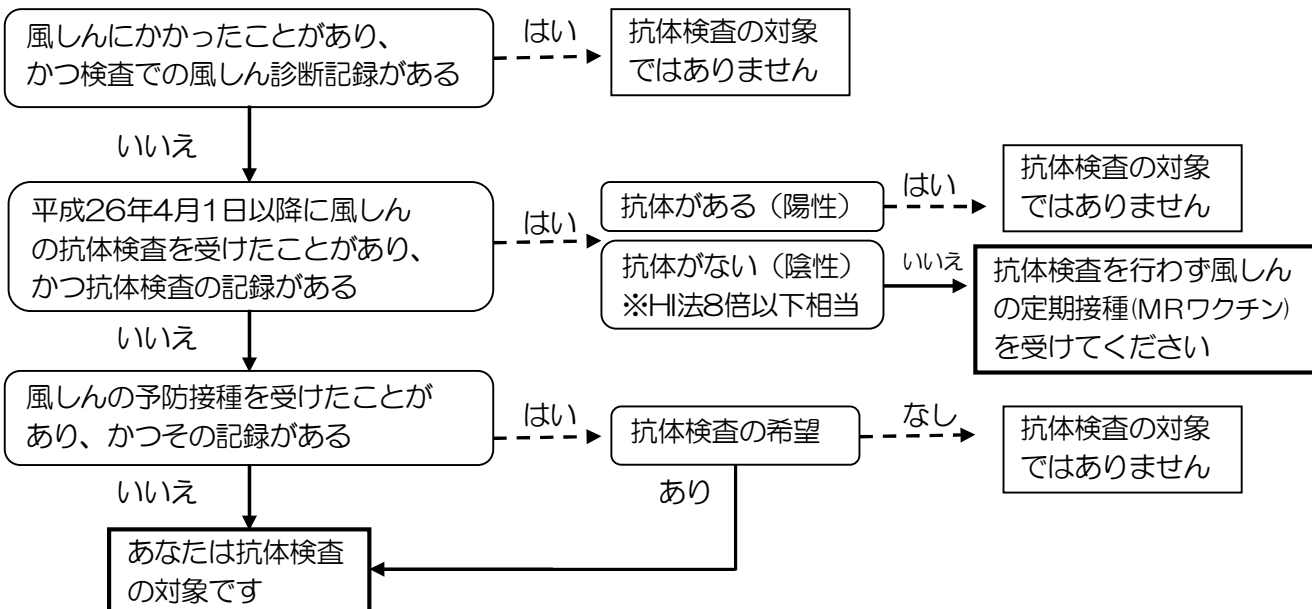 風しんにかかったことがあり、
かつ検査での風しん診断記録がある
はい
抗体検査の対象
ではありません
いいえ
平成26年4月1日以降に風しん
の抗体検査を受けたことがあり、
かつ抗体検査の記録がある
はい
抗体がある（陽性）
はい
抗体検査の対象
ではありません
抗体がない（陰性）
※HI法8倍以下相当
いいえ
抗体検査を行わず風しん
の定期接種(MRワクチン)
を受けてください
いいえ
風しんの予防接種を受けたことが
あり、かつその記録がある
はい
抗体検査の希望
なし
抗体検査の対象
ではありません
いいえ
あり
あなたは抗体検査
の対象です